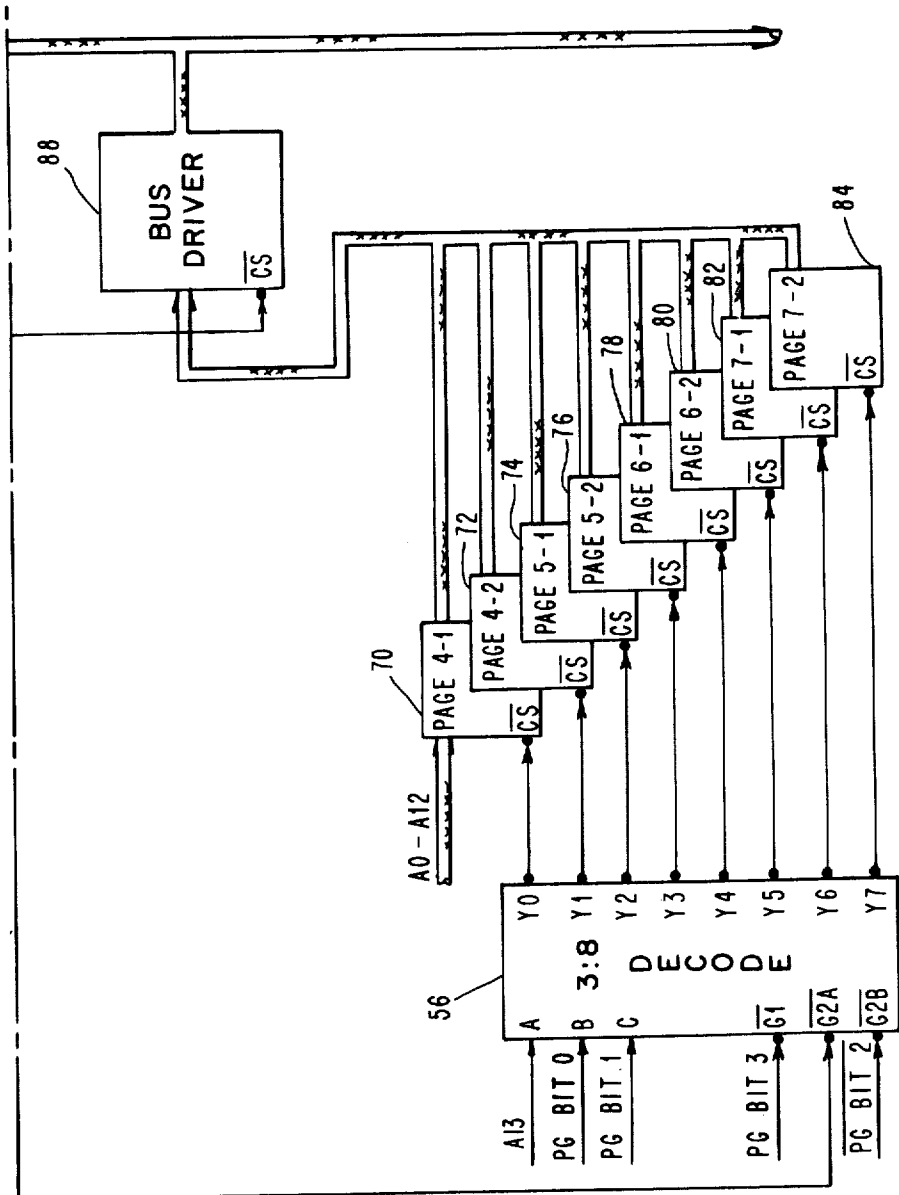 88
BUS
DRIVER
CS
84
82
80
78
76
74
72
70
PAGE 4-1
CS
PAGE 4-2
CS
PAGE 5-1
CS
PAGE 5-2
CS
PAGE 6-1
CS
PAGE 6-2
CS
PAGE 7-1
CS
PAGE 7-2
CS
A0-A12
56
3:8
DECODE
A
B
C
G1
G2A
G2B
Y0
Y1
Y2
Y3
Y4
Y5
Y6
Y7
A13
PG BIT 0
PG BIT 1
PG BIT 3
PG BIT 2